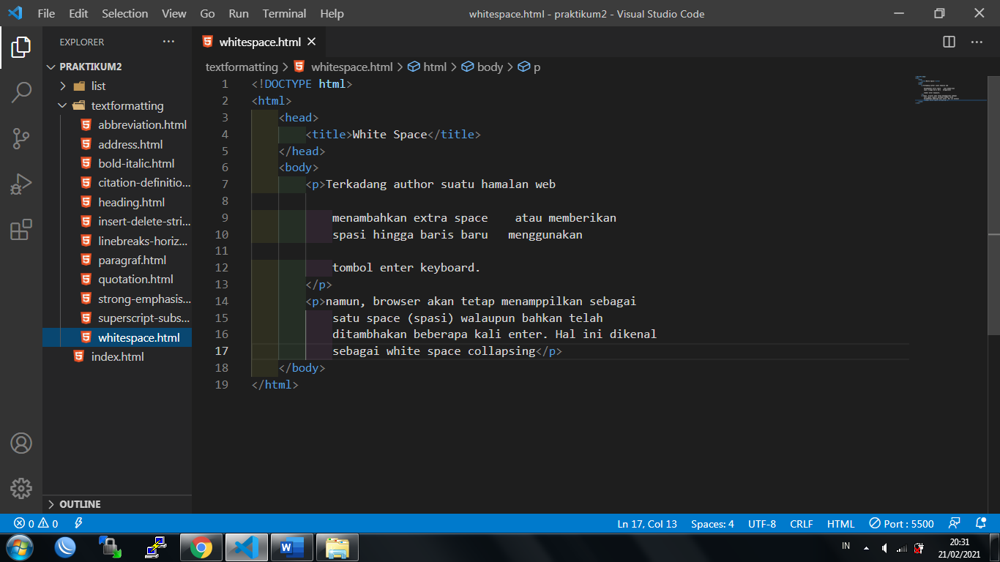 File Edit Selection View Go Run Terminal Help
whitespace.html - praktikum2 - Visual Studio Code
EXPLORER
PRAKTIKUM2
list
textformatting
abbreviation.html
address.html
bold-italic.html
citation-definitio...
heading.html
insert-delete-stri...
linebreaks-horiz...
paragraf.html
quotation.html
strong-emphasis...
superscript-subs...
whitespace.html
index.html
OUTLINE
whitespace.html
textformatting > whitespace.html > html > body > p
1 <!DOCTYPE html>
2 <html>
3 <head>
4 <title>White Space</title>
5 </head>
6 <body>
7 <p>Terkadang author suatu hamalan web
8
9 menambahkan extra space    atau memberikan
10 spasi hingga baris baru   menggunakan
11
12 tombol enter keyboard.
13 </p>
14 <p>namun, browser akan tetap menamppilkan sebagai
15 satu space (spasi) walaupun bahkan telah
16 ditambhakan beberapa kali enter. Hal ini dikenal
17 sebagai white space collapsing</p>
18 </body>
19 </html>
0 0
Ln 17, Col 13 Spaces: 4 UTF-8 CRLF HTML Port : 5500
IN
20:31
21/02/2021